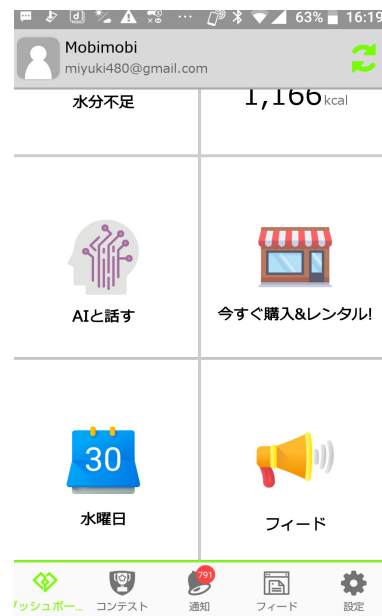 63% 16:19
Mobimobi
miyuki480@gmail.com
水分不足
1,166 kcal
AIと話す
今すぐ購入&レンタル!
30
水曜日
フィード
ッシュボー...
コンテスト
791
通知
フィード
設定